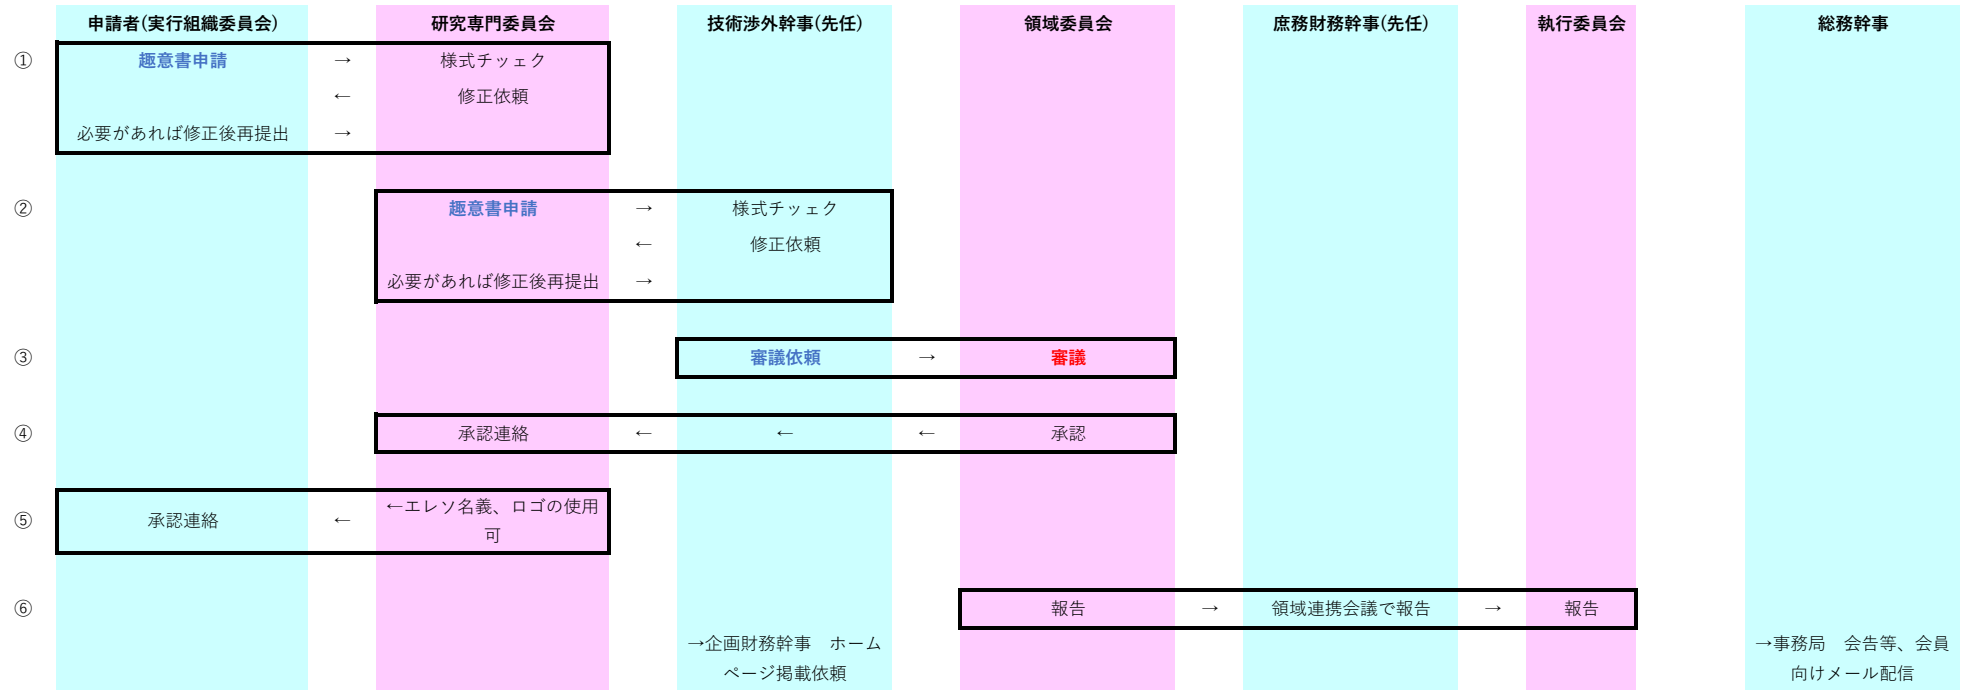 申請者(実行組織委員会) 研究専門委員会 技術渉外幹事(先任) 領域委員会 庶務財務幹事(先任) 執行委員会 総務幹事
① 趣意書申請 → 様式チッェク
← 修正依頼
必要があれば修正後再提出 →
② 趣意書申請 → 様式チッェク
← 修正依頼
必要があれば修正後再提出 →
③ 審議依頼 → 審議
④ 承認連絡 ← ← ← 承認
⑤ 承認連絡 ← ←エレソ名義、ロゴの使用
可
⑥ 報告 → 領域連携会議で報告 → 報告
→企画財務幹事　ホーム
ページ掲載依頼
→事務局　会告等、会員
向けメール配信